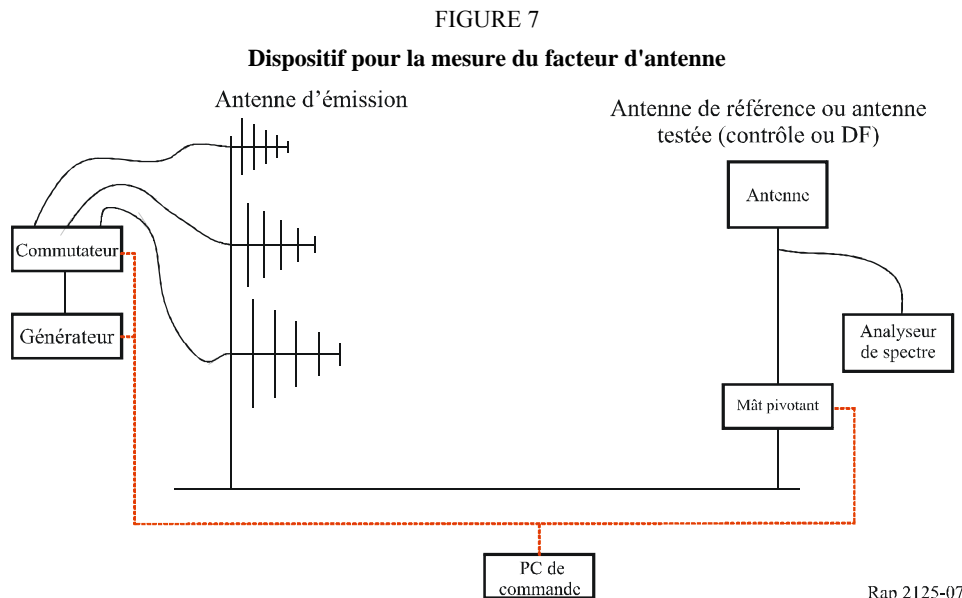 FIGURE 7
Dispositif pour la mesure du facteur d'antenne
Antenne d'émission
Antenne de référence ou antenne
testée (contrôle ou DF)
Antenne
Commutateur
Générateur
Analyseur
de spectre
Mât pivotant
PC de
commande
Rap 2125-07